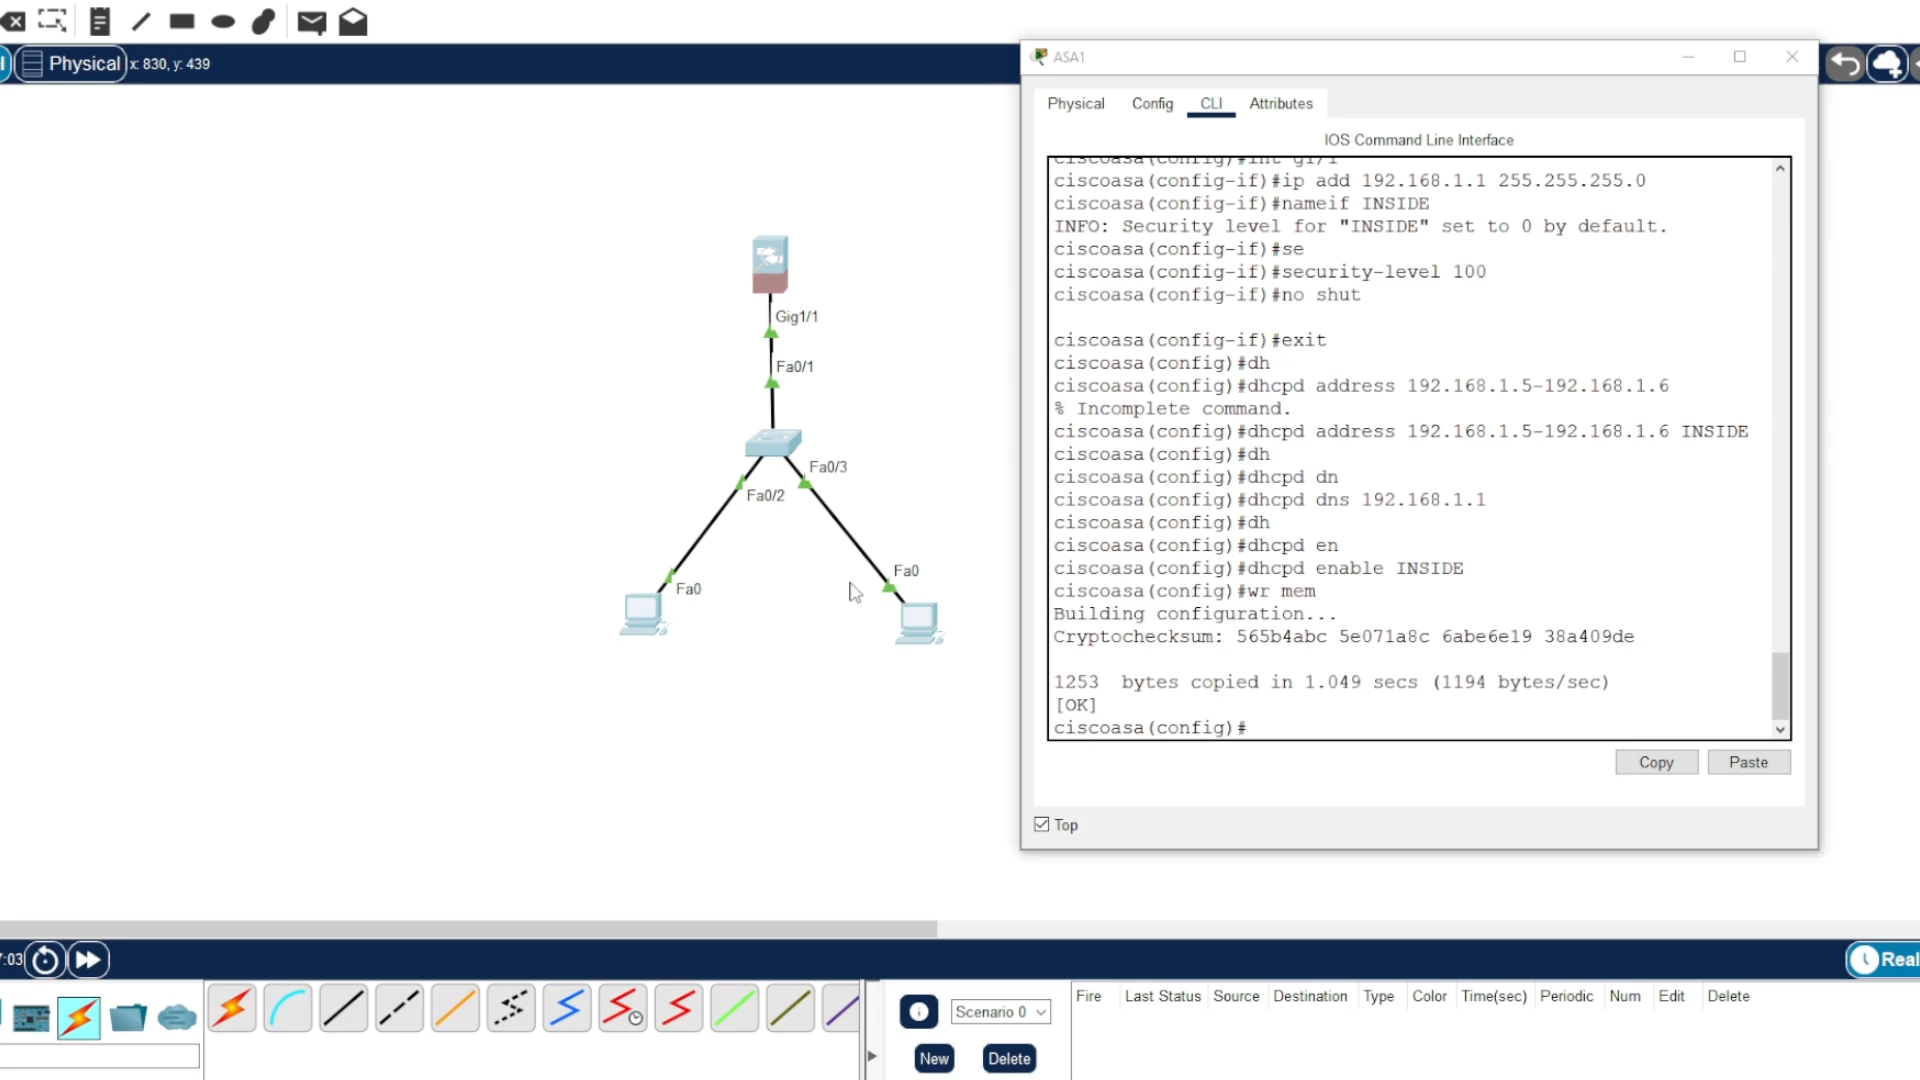 Physical x: 830, y: 439
ASA1
Physical Config CLI Attributes
IOS Command Line Interface
ciscoasa(config)#int g1/1
ciscoasa(config-if)#ip add 192.168.1.1 255.255.255.0
ciscoasa(config-if)#nameif INSIDE
INFO: Security level for "INSIDE" set to 0 by default.
ciscoasa(config-if)#se
ciscoasa(config-if)#security-level 100
ciscoasa(config-if)#no shut
ciscoasa(config-if)#exit
ciscoasa(config)#dh
ciscoasa(config)#dhcpd address 192.168.1.5-192.168.1.6
% Incomplete command.
ciscoasa(config)#dhcpd address 192.168.1.5-192.168.1.6 INSIDE
ciscoasa(config)#dh
ciscoasa(config)#dhcpd dn
ciscoasa(config)#dhcpd dns 192.168.1.1
ciscoasa(config)#dh
ciscoasa(config)#dhcpd en
ciscoasa(config)#dhcpd enable INSIDE
ciscoasa(config)#wr mem
Building configuration...
Cryptochecksum: 565b4abc 5e071a8c 6abe6e19 38a409de
1253 bytes copied in 1.049 secs (1194 bytes/sec)
[OK]
ciscoasa(config)#
Copy Paste
Top
Gig1/1
Fa0/1
Fa0/3
Fa0/2
Fa0
Fa0
:03
Real
Scenario 0
New Delete
Fire Last Status Source Destination Type Color Time(sec) Periodic Num Edit Delete